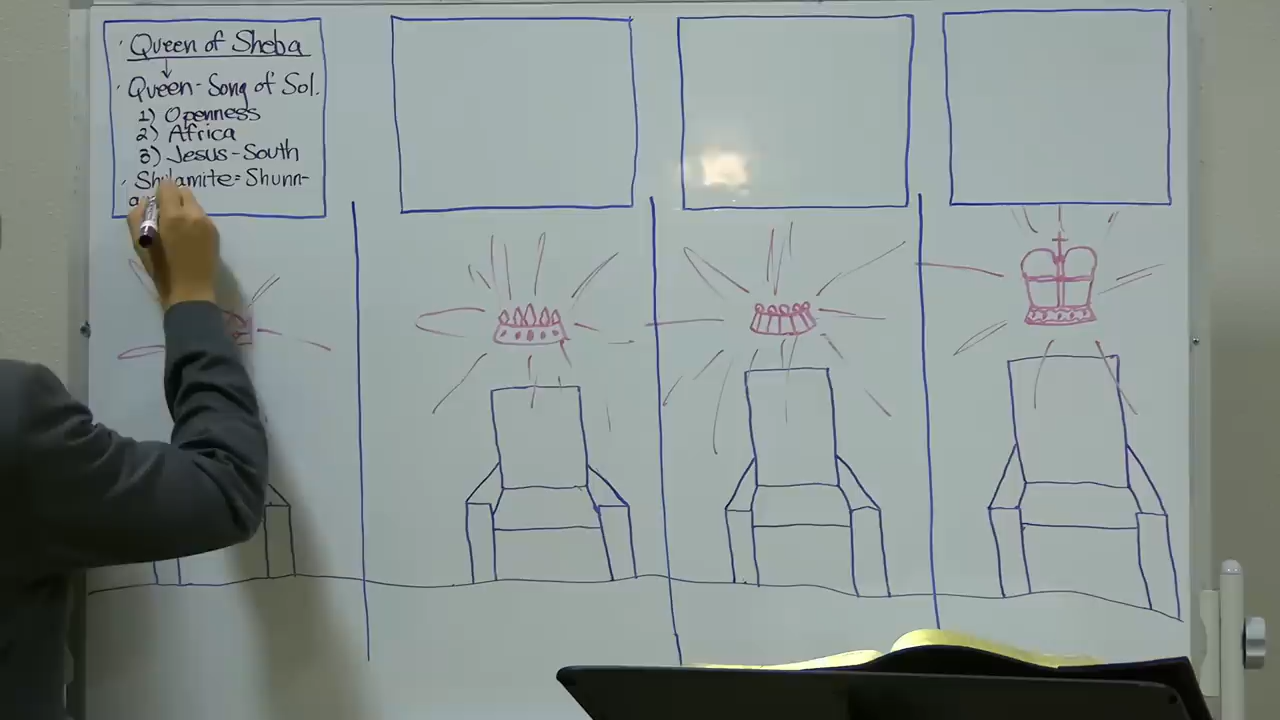 · Queen of Sheba
· Queen-Song of Sol.
1) Openness
2) Africa
3) Jesus-South
· Shulamite=Shunn-
a